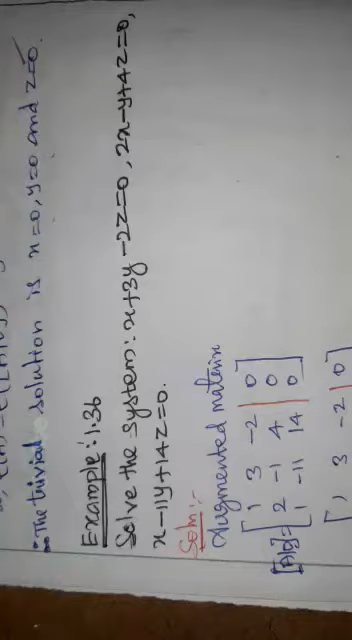 ∴ The trivial solution is x=0, y=0 and z=0.
Example: 1.36
Solve the system: x+3y-2z=0, 2x-y+4z=0,
x-11y+14z=0.
Soln:-
Augmented matrix
[A|B]= [1 3 -2 | 0
2 -1 4 | 0
1 -11 14 | 0]
[1 3 -2 | 0]